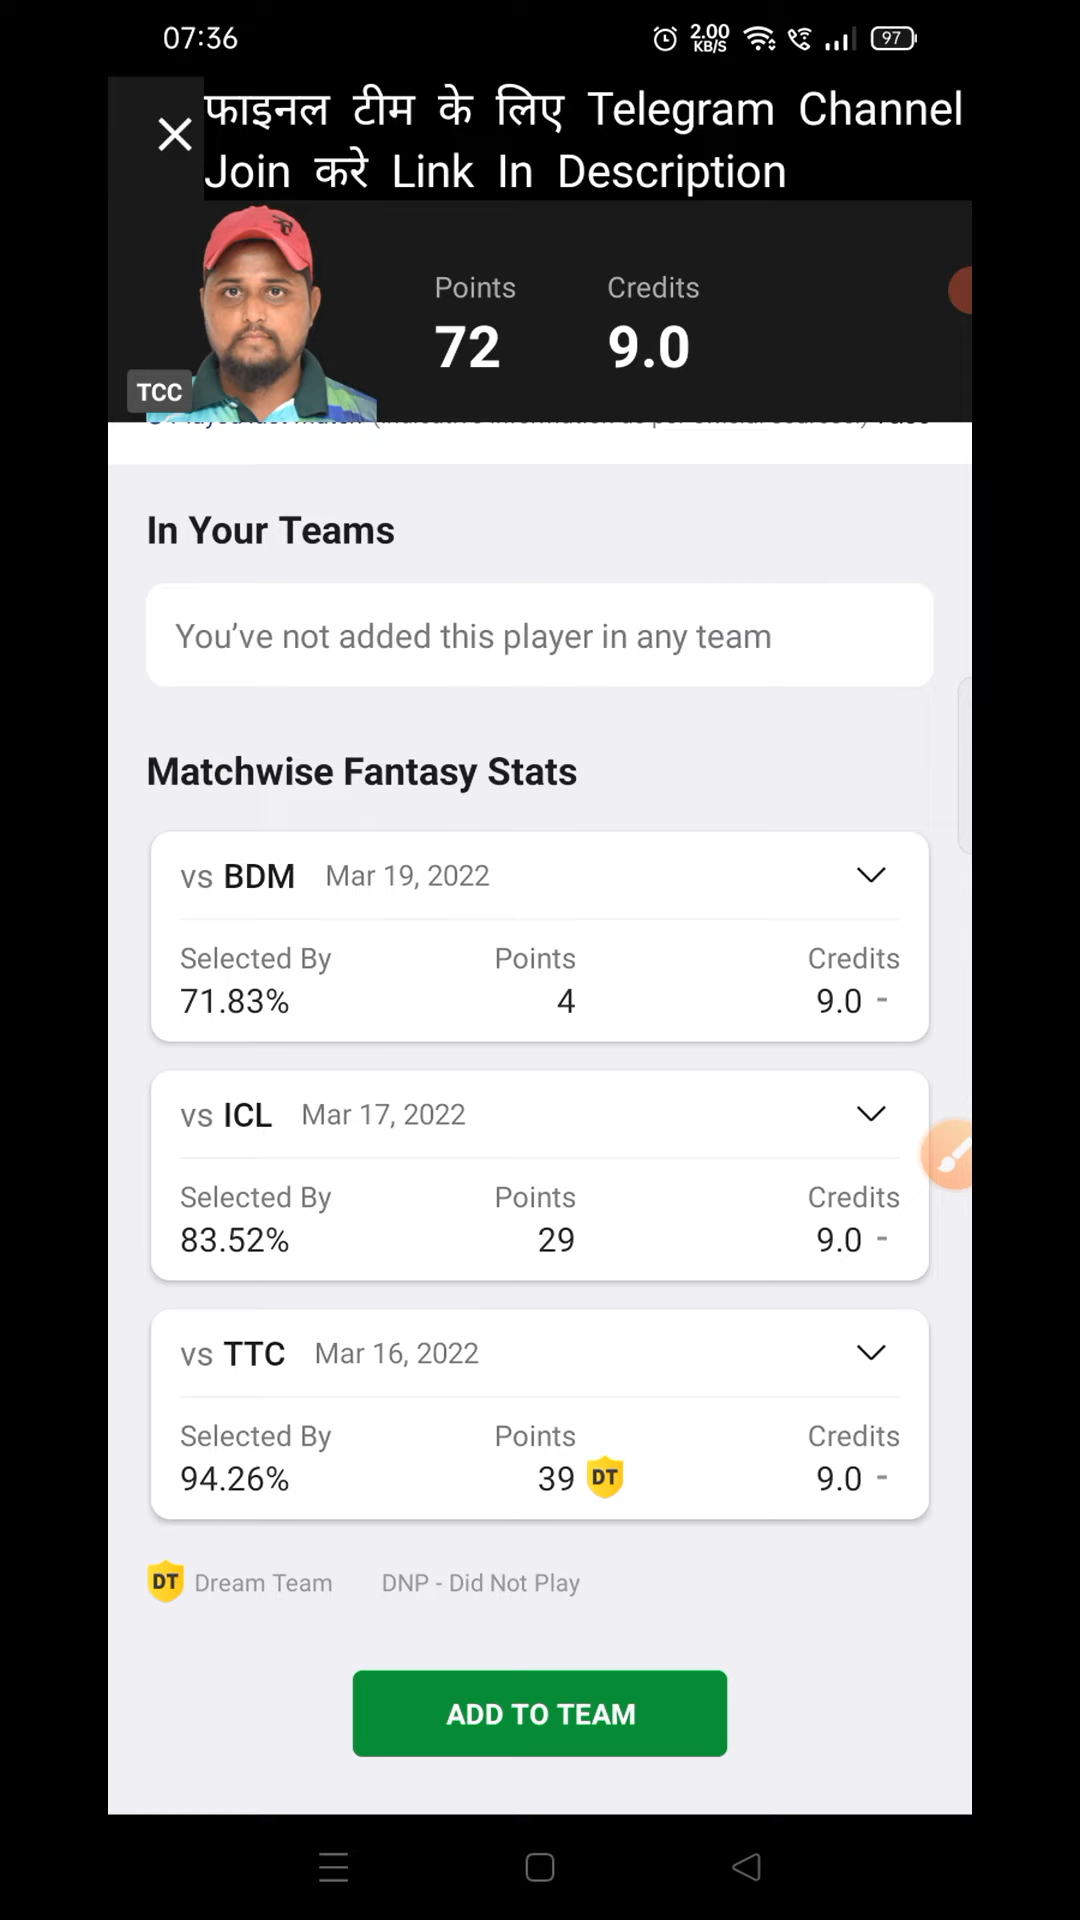 07:36
2.00
KB/S
97
फाइनल टीम के लिए Telegram Channel
Join करे Link In Description
Points
Credits
72
9.0
TCC
In Your Teams
You've not added this player in any team
Matchwise Fantasy Stats
vs BDM Mar 19, 2022
Selected By Points Credits
71.83% 4 9.0 -
vs ICL Mar 17, 2022
Selected By Points Credits
83.52% 29 9.0 -
vs TTC Mar 16, 2022
Selected By Points Credits
94.26% 39 DT 9.0 -
DT Dream Team DNP - Did Not Play
ADD TO TEAM